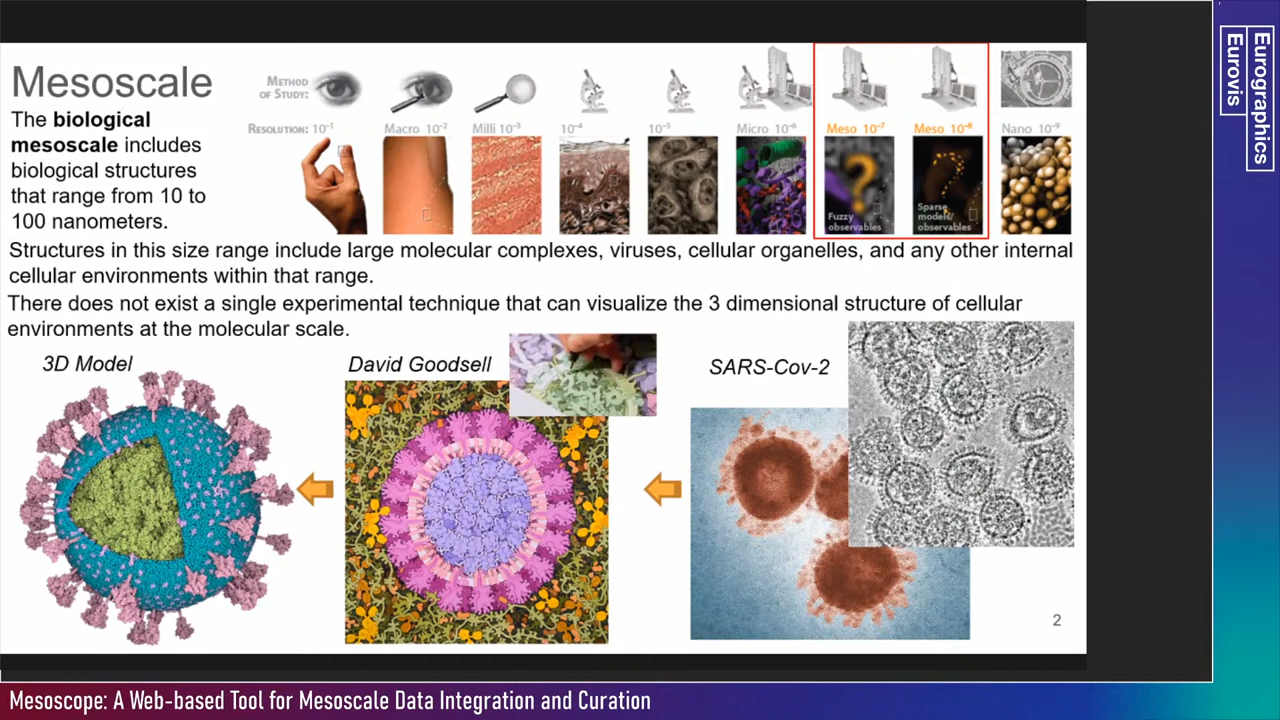 Mesoscale
METHOD
OF STUDY:
RESOLUTION: 10⁻¹ Macro 10⁻² Milli 10⁻³ 10⁻⁴ 10⁻⁵ Micro 10⁻⁶ Meso 10⁻⁷ Meso 10⁻⁸ Nano 10⁻⁹
Fuzzy
observables
Sparse
models/
observables
The biological
mesoscale includes
biological structures
that range from 10 to
100 nanometers.
Structures in this size range include large molecular complexes, viruses, cellular organelles, and any other internal
cellular environments within that range.
There does not exist a single experimental technique that can visualize the 3 dimensional structure of cellular
environments at the molecular scale.
3D Model
David Goodsell
SARS-Cov-2
2
Eurographics
Eurovis
Mesoscope: A Web-based Tool for Mesoscale Data Integration and Curation